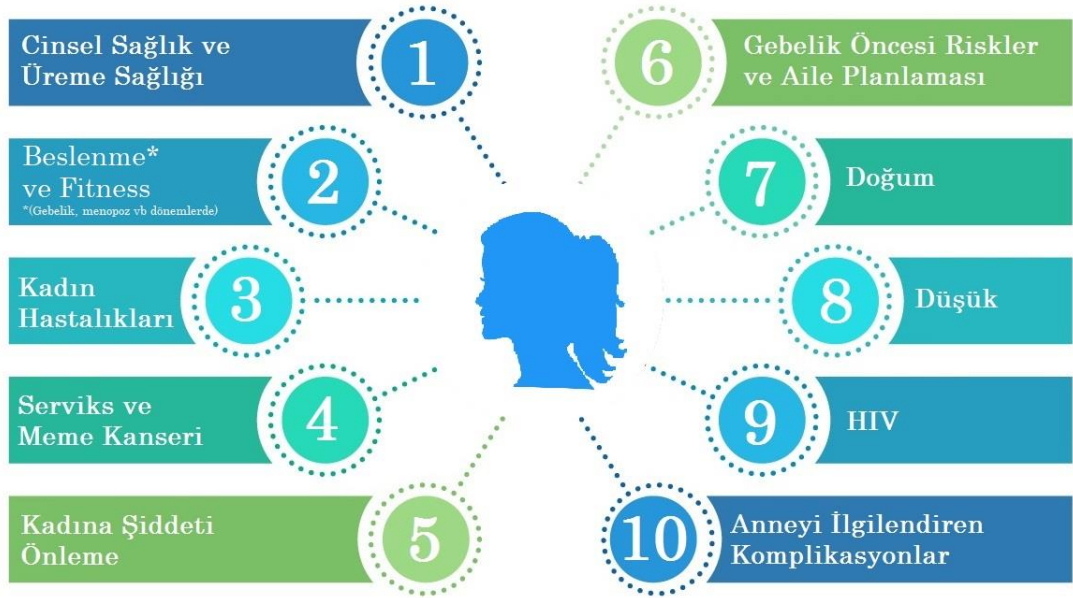 1
Cinsel Sağlık ve
Üreme Sağlığı
2
Beslenme*
ve Fitness
*(Gebelik, menopoz vb dönemlerde)
3
Kadın
Hastalıkları
4
Serviks ve
Meme Kanseri
5
Kadına Şiddeti
Önleme
6
Gebelik Öncesi Riskler
ve Aile Planlaması
7
Doğum
8
Düşük
9
HIV
10
Anneyi İlgilendiren
Komplikasyonlar